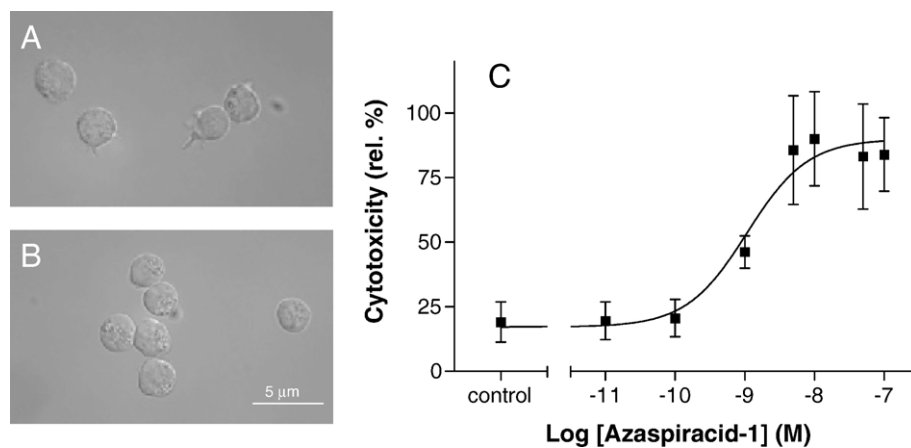 A
B
5 μm
C
Cytotoxicity (rel. %)
100
75
50
25
0
control
-11
-10
-9
-8
-7
Log [Azaspiracid-1] (M)